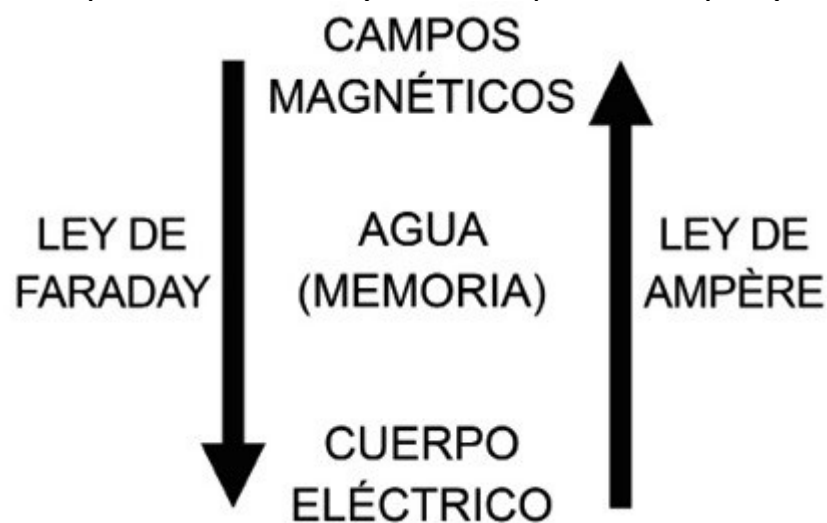 CAMPOS
MAGNÉTICOS
LEY DE
FARADAY
AGUA
(MEMORIA)
LEY DE
AMPÈRE
CUERPO
ELÉCTRICO